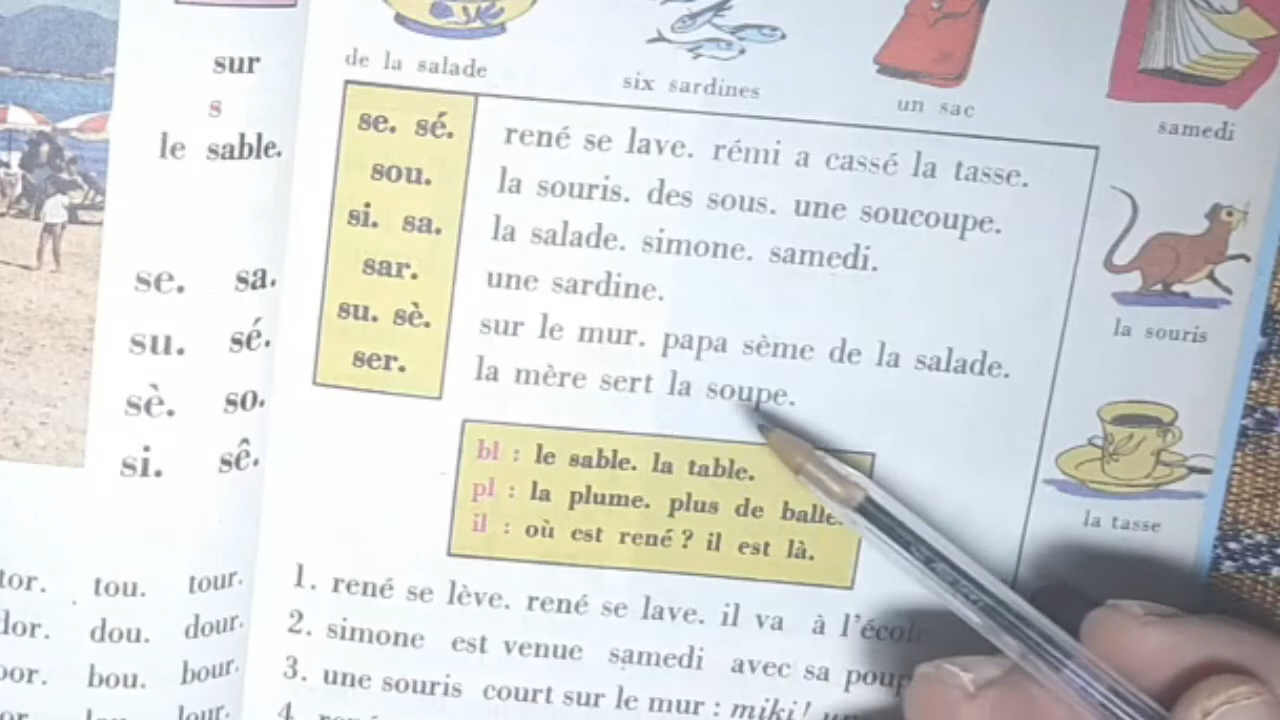 de la salade
six sardines
un sac
samedi
sur
s
le sable.
se. sa.
su. sé.
sè. so.
si. sê.
tou. tour.
dou. dour.
bou. bour.
se. sé.
sou.
si. sa.
sar.
su. sè.
ser.
rené se lave. rémi a cassé la tasse.
la souris. des sous. une soucoupe.
la salade. simone. samedi.
une sardine.
sur le mur. papa sème de la salade.
la mère sert la soupe.
la souris
la tasse
bl : le sable. la table.
pl : la plume. plus de balle.
il : où est rené ? il est là.
1. rené se lève. rené se lave. il va à l'école
2. simone est venue samedi avec sa
3. une souris court sur le mur : miki !
4.